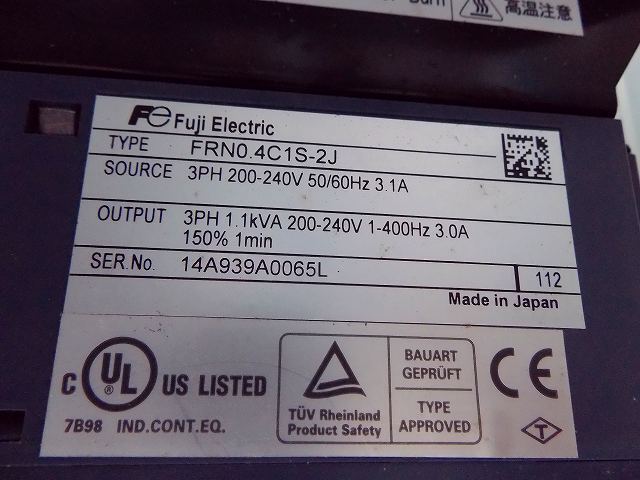 Burn
高温注意
Fe Fuji Electric
TYPE FRN0.4C1S-2J
SOURCE 3PH 200-240V 50/60Hz 3.1A
OUTPUT 3PH 1.1kVA 200-240V 1-400Hz 3.0A
150% 1min
SER.No. 14A939A0065L 112
Made in Japan
C UL ® US LISTED
7B98 IND.CONT.EQ.
TÜV Rheinland
Product Safety
BAUART
GEPRÜFT
TYPE
APPROVED
CE
T